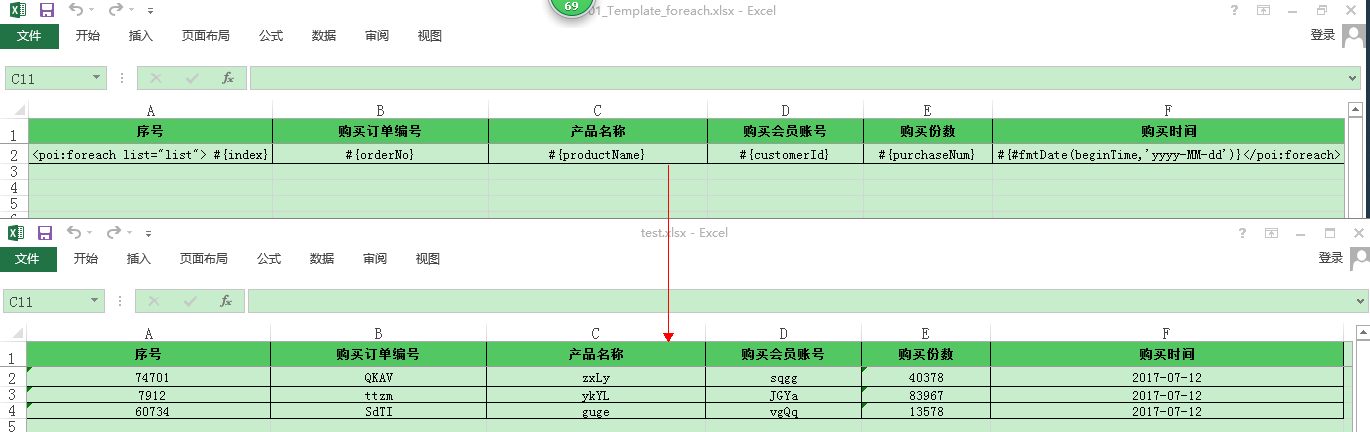 69
01_Template_foreach.xlsx - Excel
文件 开始 插入 页面布局 公式 数据 审阅 视图 登录
C11 fx
A B C D E F
1 序号 购买订单编号 产品名称 购买会员账号 购买份数 购买时间
2 <poi:foreach list="list"> #{index} #{orderNo} #{productName} #{customerId} #{purchaseNum} #{#fmtDate(beginTime,'yyyy-MM-dd')}</poi:foreach>
3
4
5
test.xlsx - Excel
文件 开始 插入 页面布局 公式 数据 审阅 视图 登录
C11 fx
A B C D E F
1 序号 购买订单编号 产品名称 购买会员账号 购买份数 购买时间
2 74701 QKAV zxLy sqgg 40378 2017-07-12
3 7912 ttzm ykYL JGYa 83967 2017-07-12
4 60734 SdTI guge vgQq 13578 2017-07-12
5